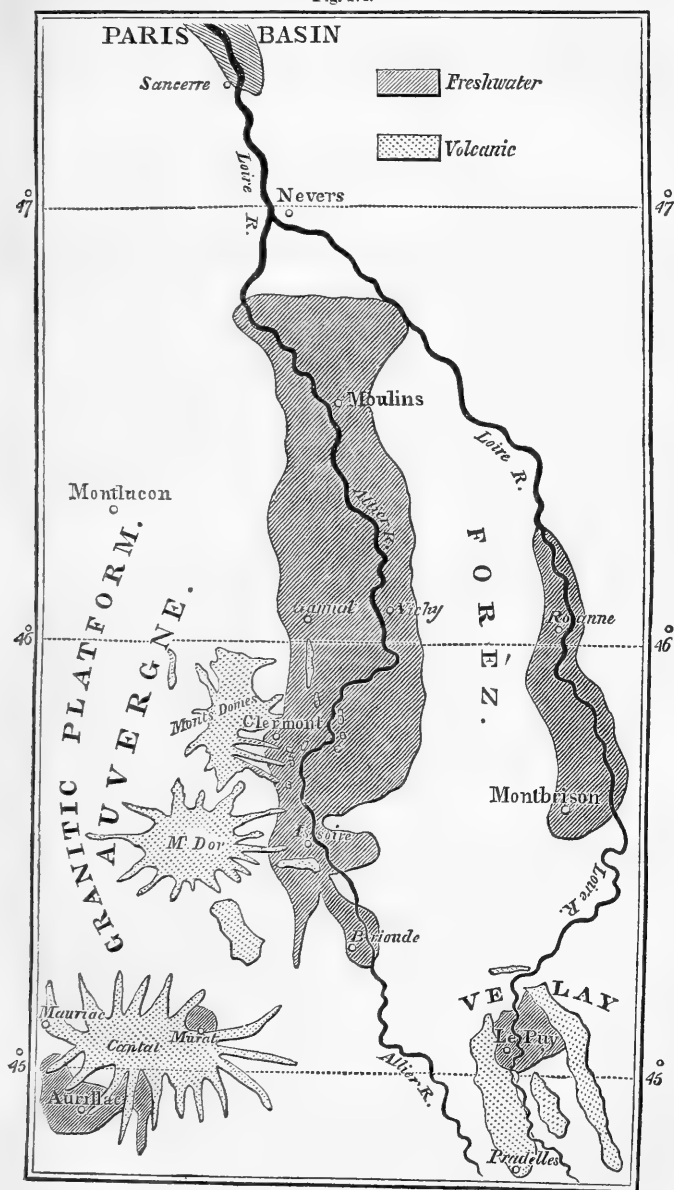 PARIS BASIN
Sancerre
Freshwater
Volcanic
Loire
R.
47° 47°
Nevers
Moulins
Loire R.
Montlucon
Allier R.
FORÉZ.
GRANITIC PLATFORM.
AUVERGNE.
Gannat
Vichy
Roanne
46° 46°
Monts Domes
Clermont
Mt. Dor
Montbrison
Issoire
Loire R.
Brioude
VELAY
Mauriac
Cantal
Murat
Le Puy
45° 45°
Aurillac
Allier R.
Pradelles